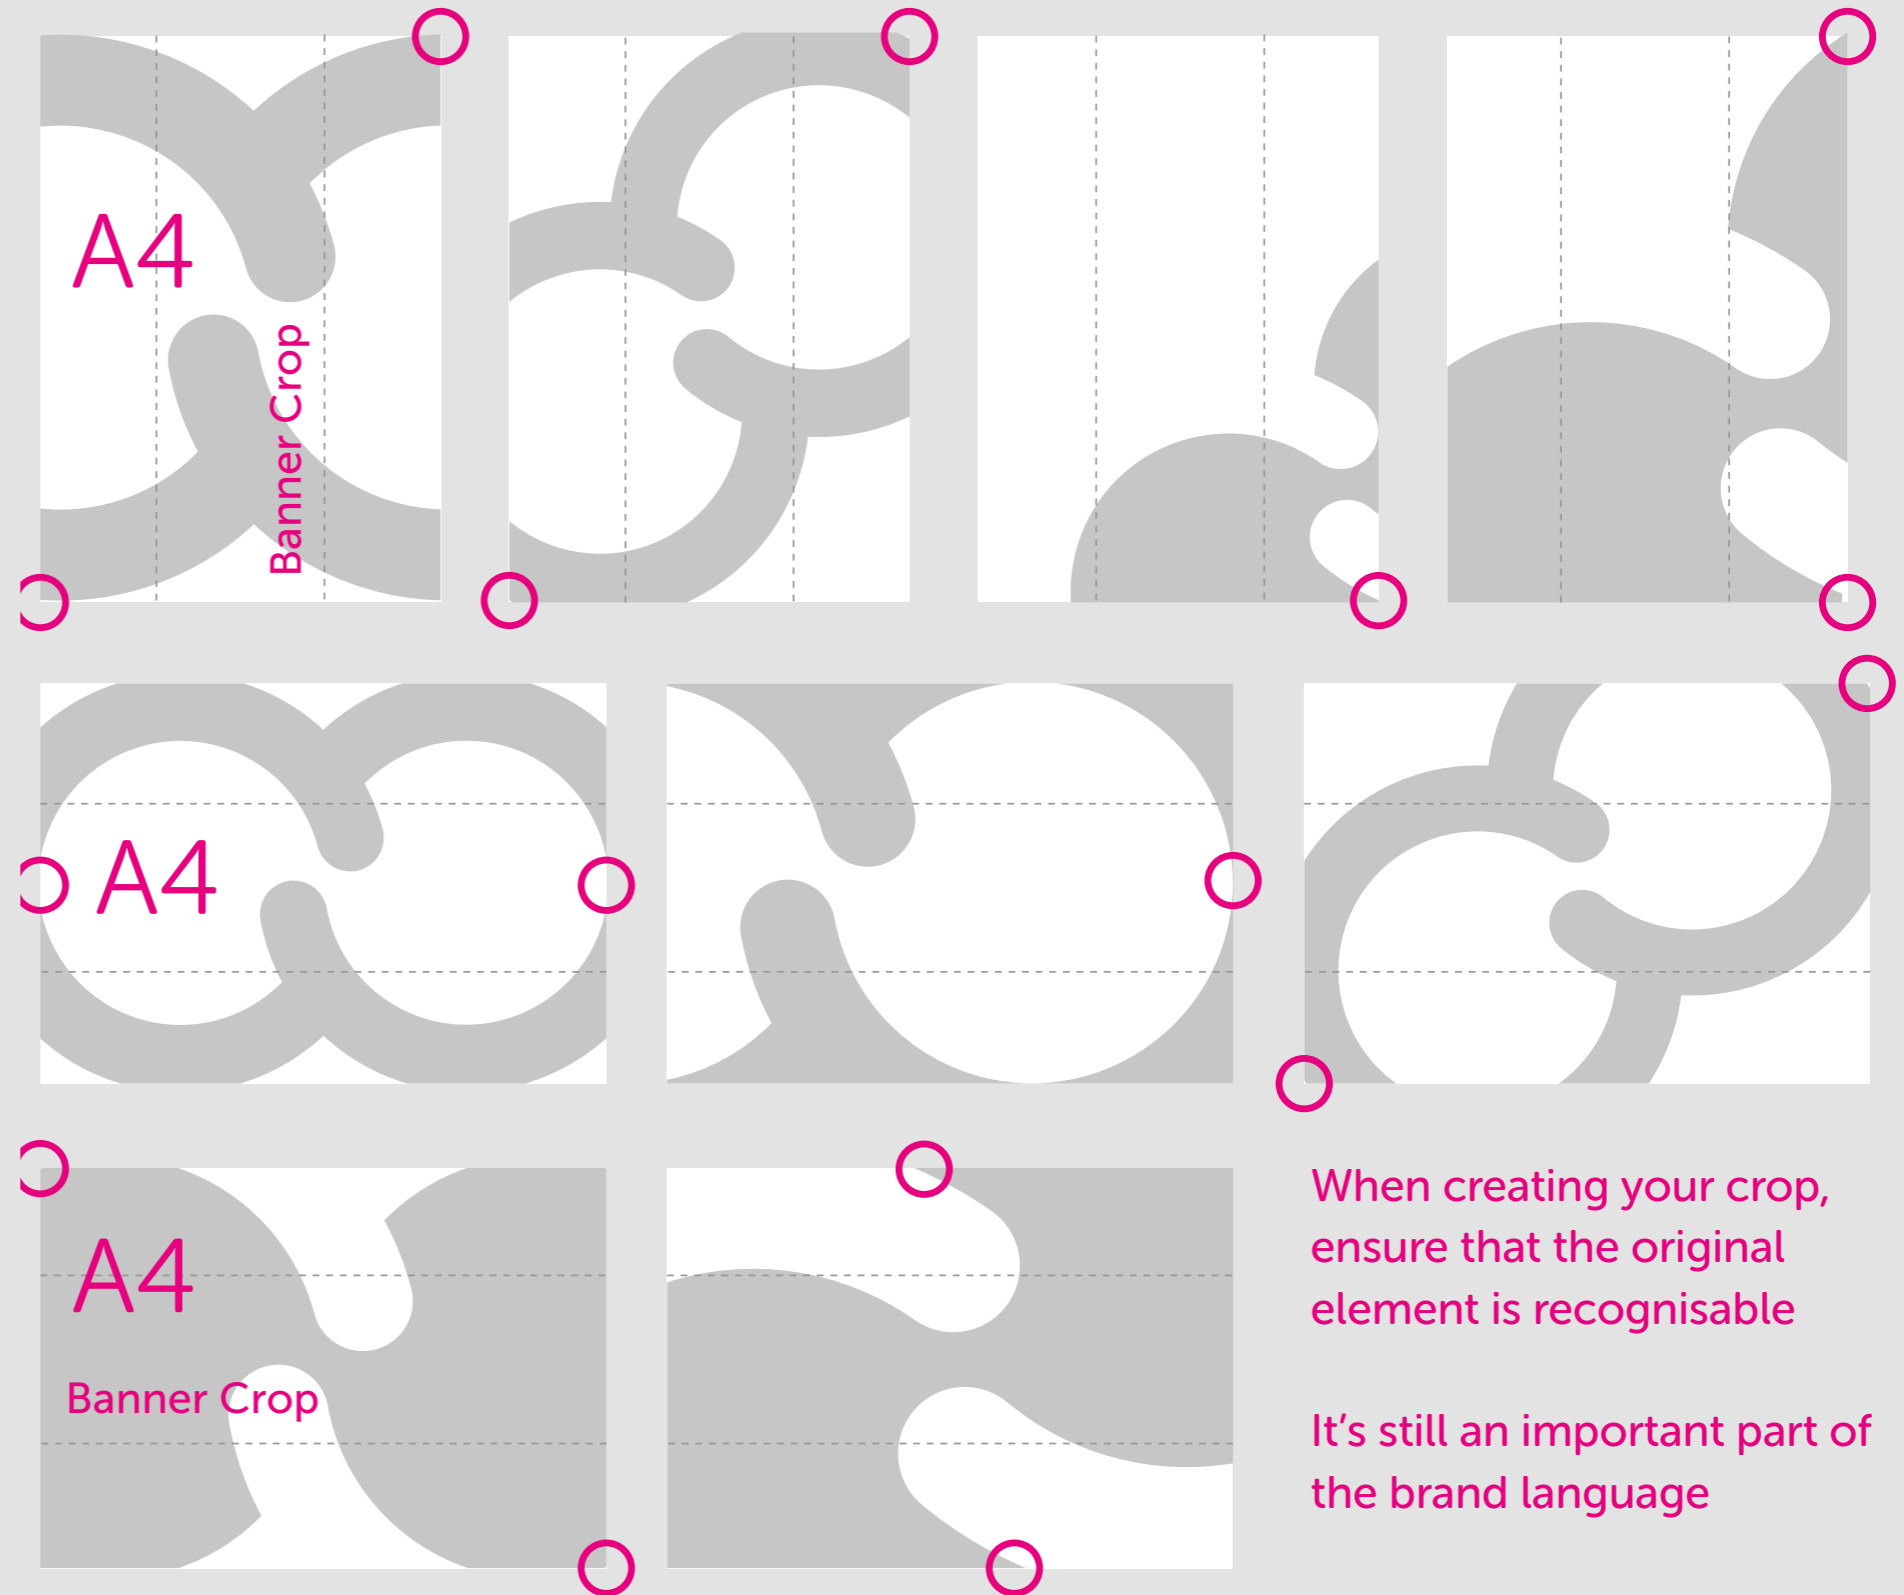 A4
Banner Crop
A4
A4
Banner Crop
When creating your crop,
ensure that the original
element is recognisable
It’s still an important part of
the brand language